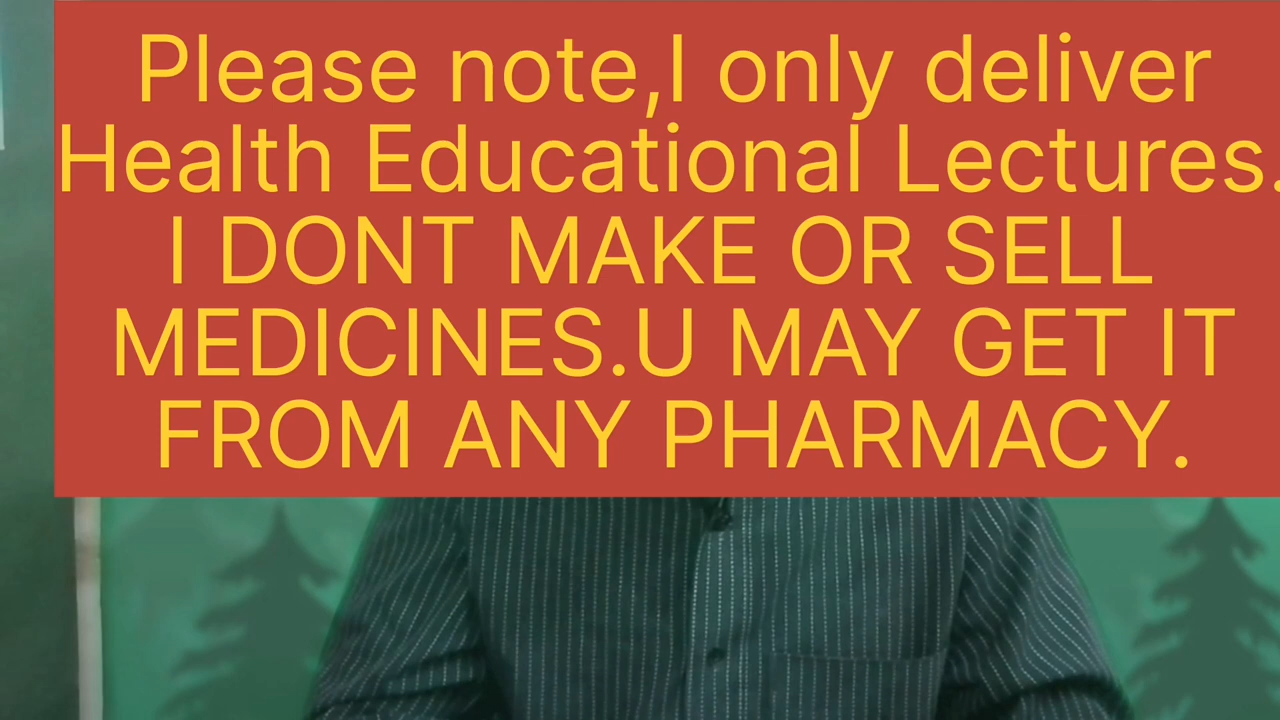 Please note,I only deliver
Health Educational Lectures.
I DONT MAKE OR SELL
MEDICINES.U MAY GET IT
FROM ANY PHARMACY.